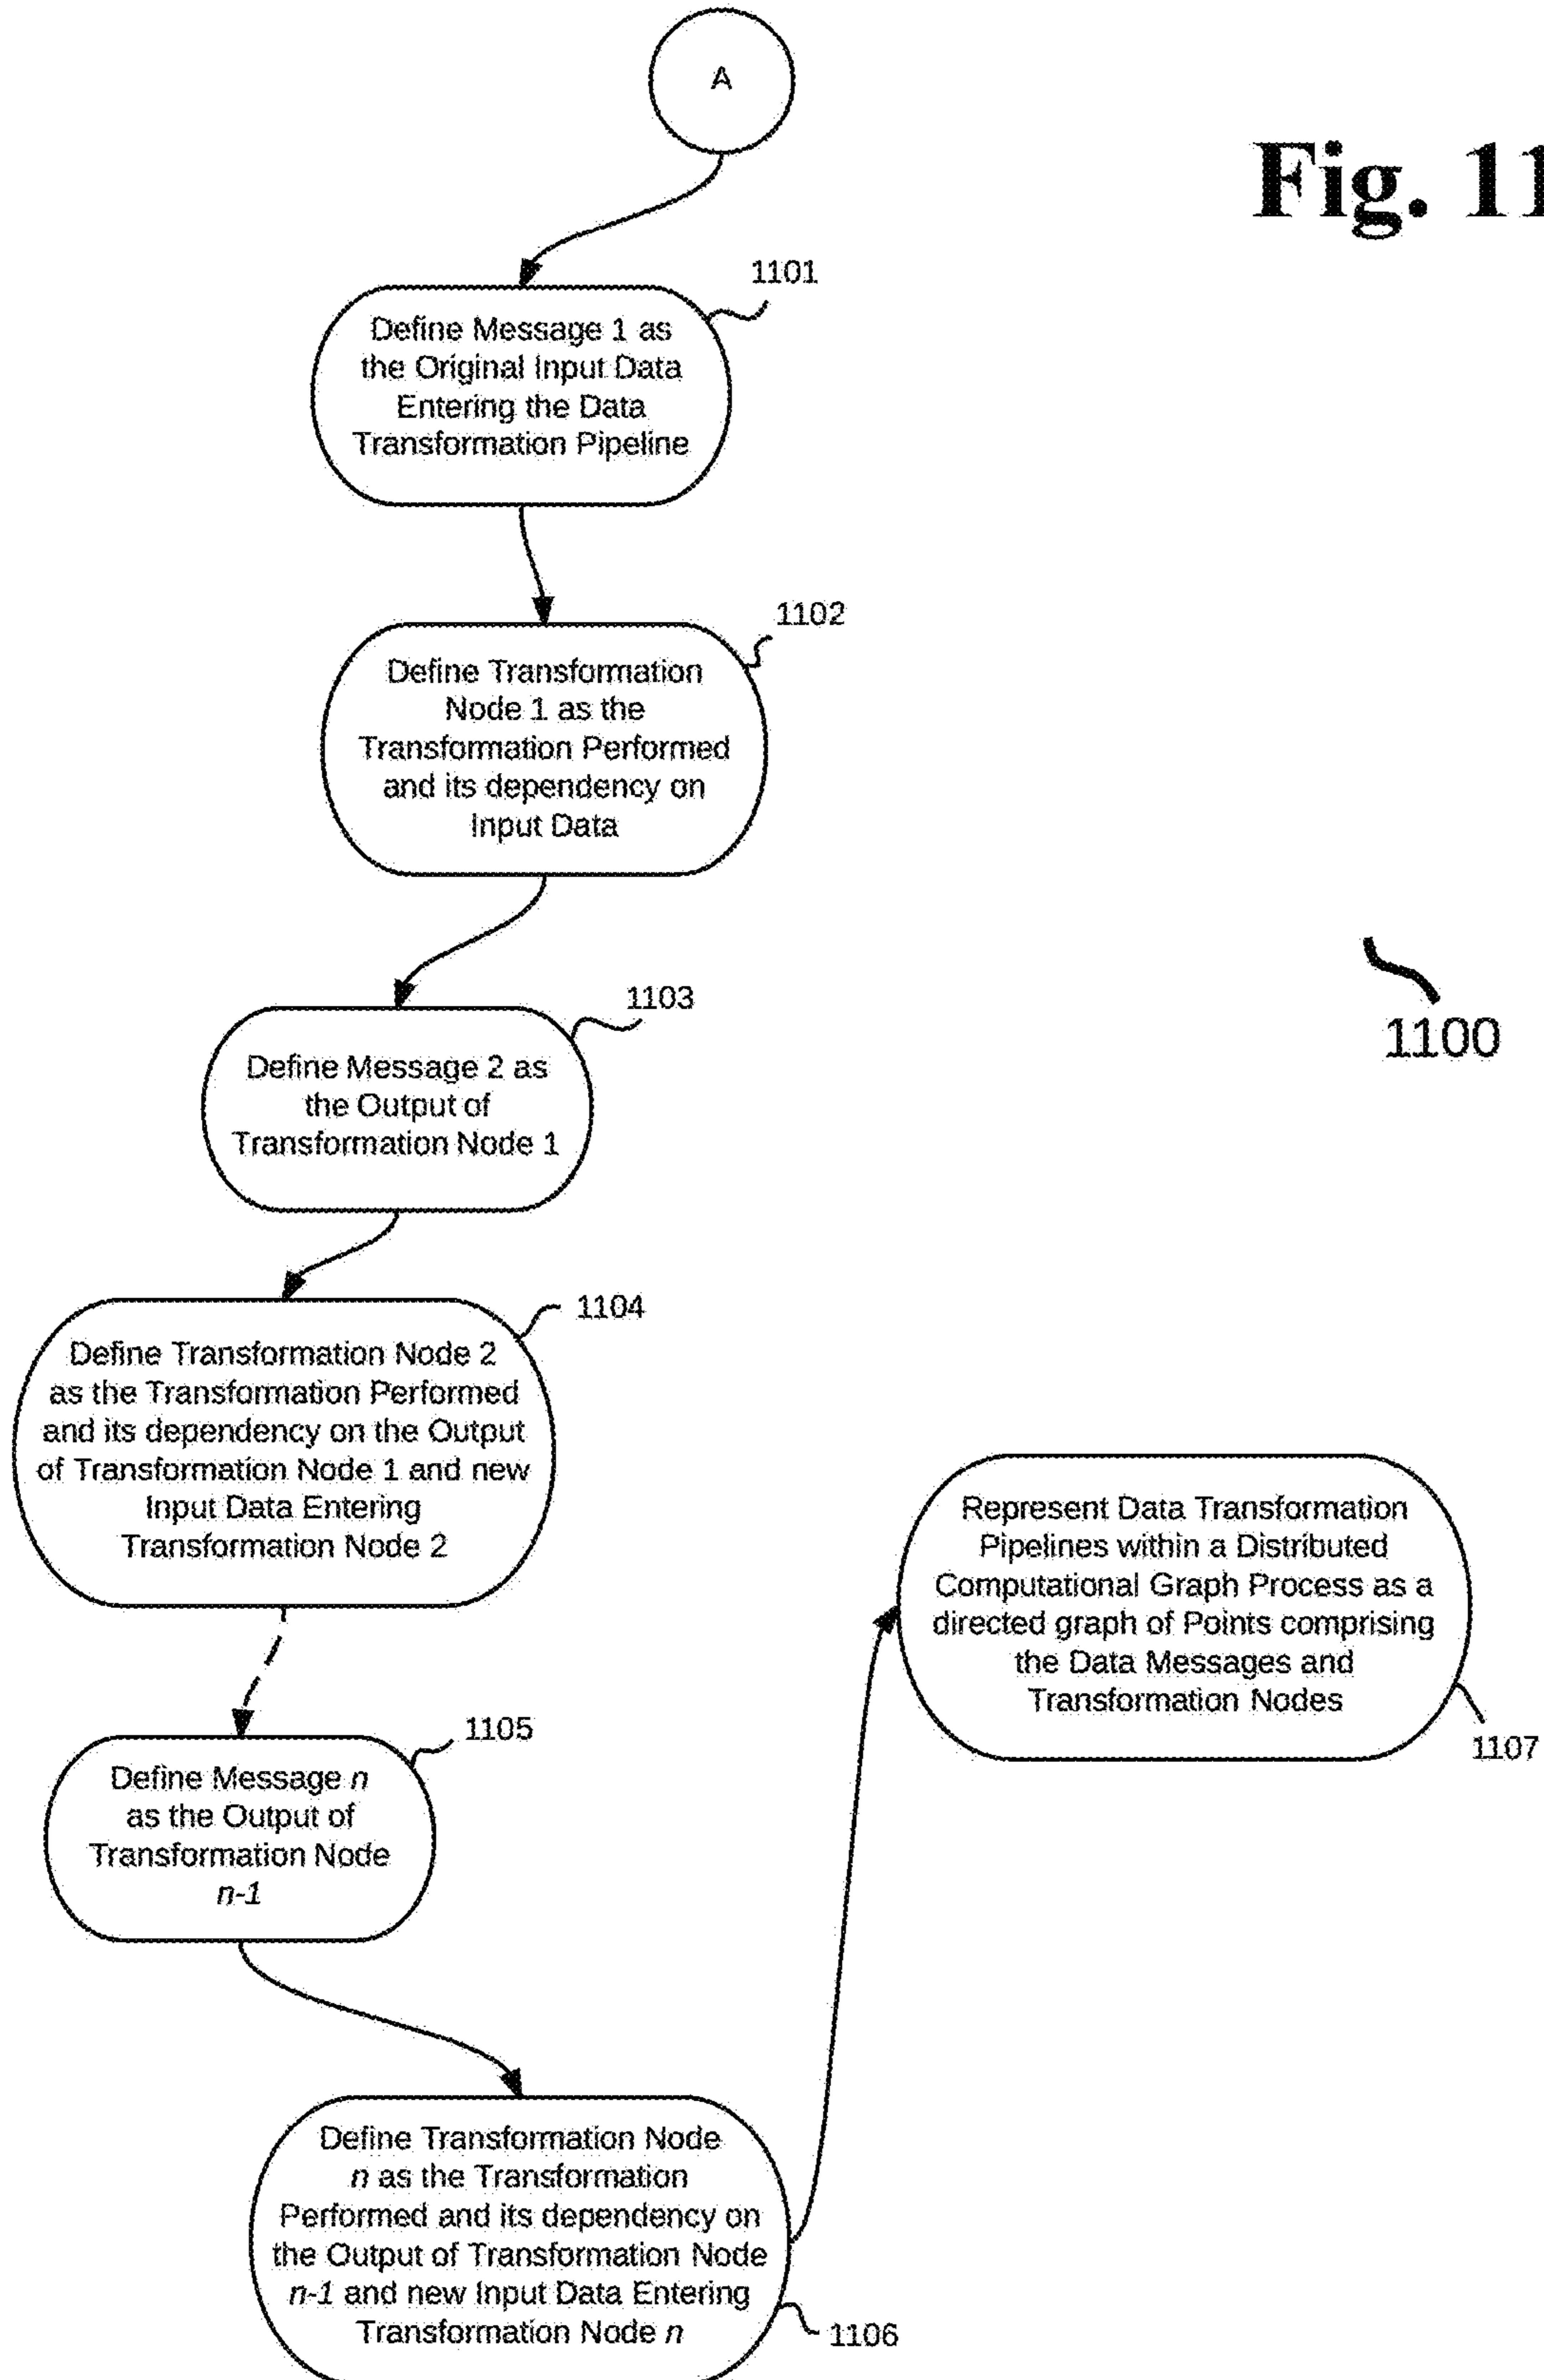 A
Fig. 11
1101
Define Message 1 as
the Original Input Data
Entering the Data
Transformation Pipeline
1102
Define Transformation
Node 1 as the
Transformation Performed
and its dependency on
Input Data
1103
Define Message 2 as
the Output of
Transformation Node 1
1100
1104
Define Transformation Node 2
as the Transformation Performed
and its dependency on the Output
of Transformation Node 1 and new
Input Data Entering
Transformation Node 2
1105
Define Message n
as the Output of
Transformation Node
n-1
Define Transformation Node
n as the Transformation
Performed and its dependency on
the Output of Transformation Node
n-1 and new Input Data Entering
Transformation Node n
1106
Represent Data Transformation
Pipelines within a Distributed
Computational Graph Process as a
directed graph of Points comprising
the Data Messages and
Transformation Nodes
1107